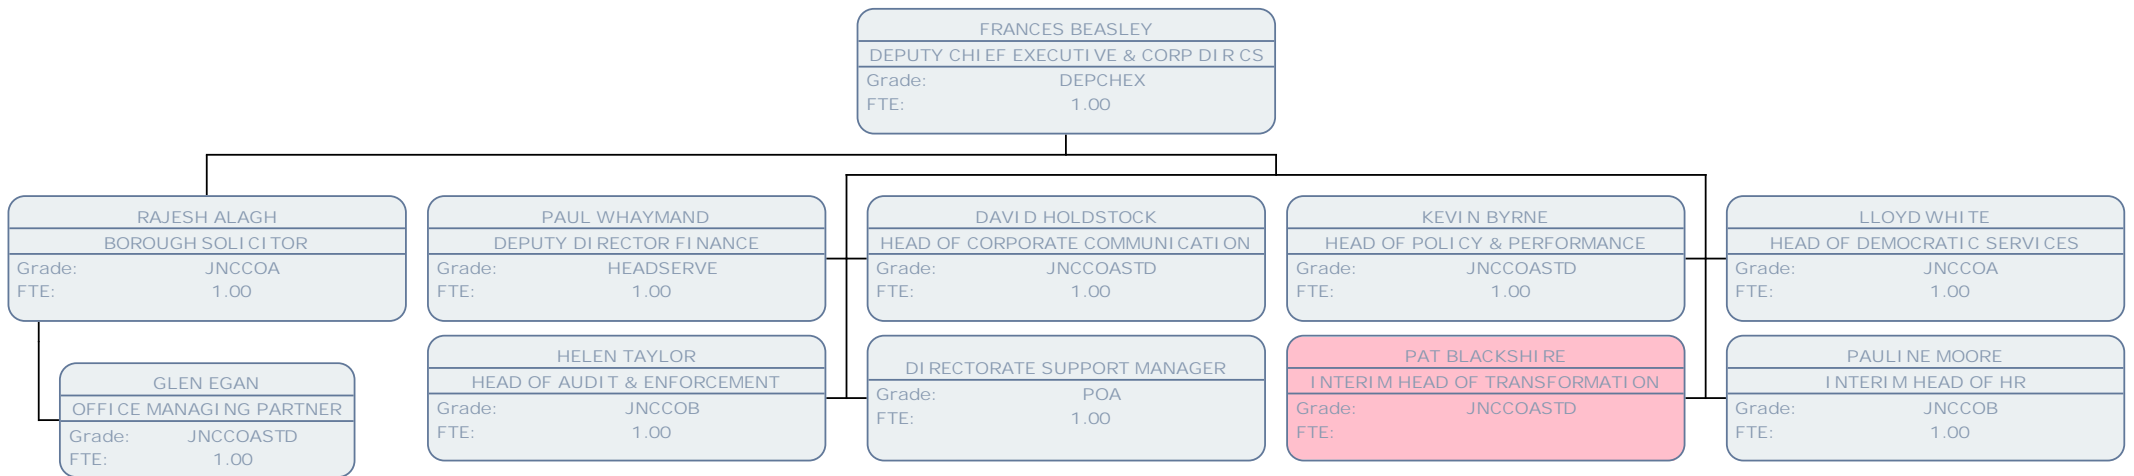 FRANCES BEASLEY
DEPUTY CHIEF EXECUTIVE & CORP DIR CS
Grade: DEPCHEX
FTE: 1.00
RAJESH ALAGH
BOROUGH SOLICITOR
Grade: JNCCOA
FTE: 1.00
PAUL WHAYMAND
DEPUTY DIRECTOR FINANCE
Grade: HEADSERVE
FTE: 1.00
DAVID HOLDSTOCK
HEAD OF CORPORATE COMMUNICATION
Grade: JNCCOASTD
FTE: 1.00
KEVIN BYRNE
HEAD OF POLICY & PERFORMANCE
Grade: JNCCOASTD
FTE: 1.00
LLOYD WHITE
HEAD OF DEMOCRATIC SERVICES
Grade: JNCCOA
FTE: 1.00
GLEN EGAN
OFFICE MANAGING PARTNER
Grade: JNCCOASTD
FTE: 1.00
HELEN TAYLOR
HEAD OF AUDIT & ENFORCEMENT
Grade: JNCCOB
FTE: 1.00
DIRECTORATE SUPPORT MANAGER
Grade: POA
FTE: 1.00
PAT BLACKSHIRE
INTERIM HEAD OF TRANSFORMATION
Grade: JNCCOASTD
FTE:
PAULINE MOORE
INTERIM HEAD OF HR
Grade: JNCCOB
FTE: 1.00